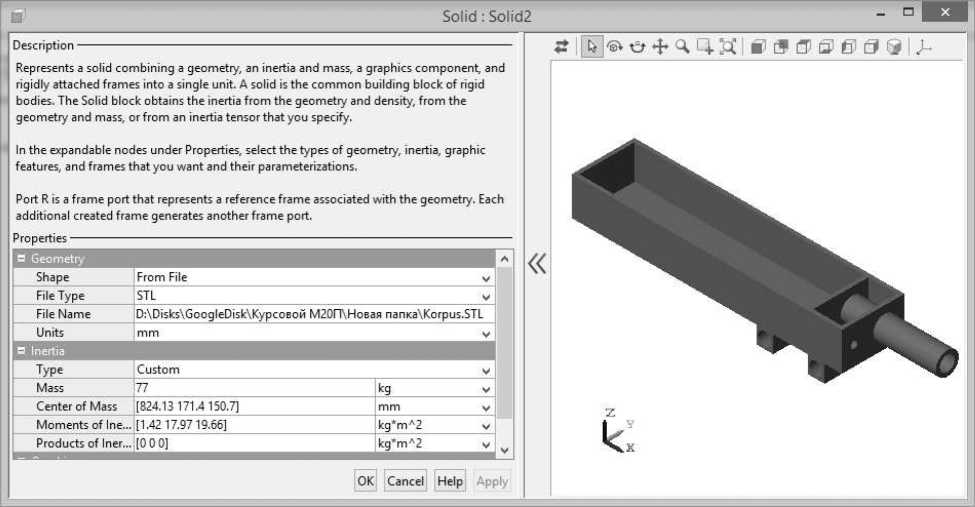 Solid : Solid2
Description
Represents a solid combining a geometry, an inertia and mass, a graphics component, and
rigidly attached frames into a single unit. A solid is the common building block of rigid
bodies. The Solid block obtains the inertia from the geometry and density, from the
geometry and mass, or from an inertia tensor that you specify.
In the expandable nodes under Properties, select the types of geometry, inertia, graphic
features, and frames that you want and their parameterizations.
Port R is a frame port that represents a reference frame associated with the geometry. Each
additional created frame generates another frame port.
Properties
Geometry
Shape From File
File Type STL
File Name D:\Disks\GoogleDisk\Курсовой М20ГП\Новая папка\Korpus.STL
Units mm
Inertia
Type Custom
Mass 77 kg
Center of Mass [824.13 171.4 150.7] mm
Moments of Ine... [1.42 17.97 19.66] kg*m^2
Products of Iner... [0 0 0] kg*m^2
OK Cancel Help Apply
Z
Y
X